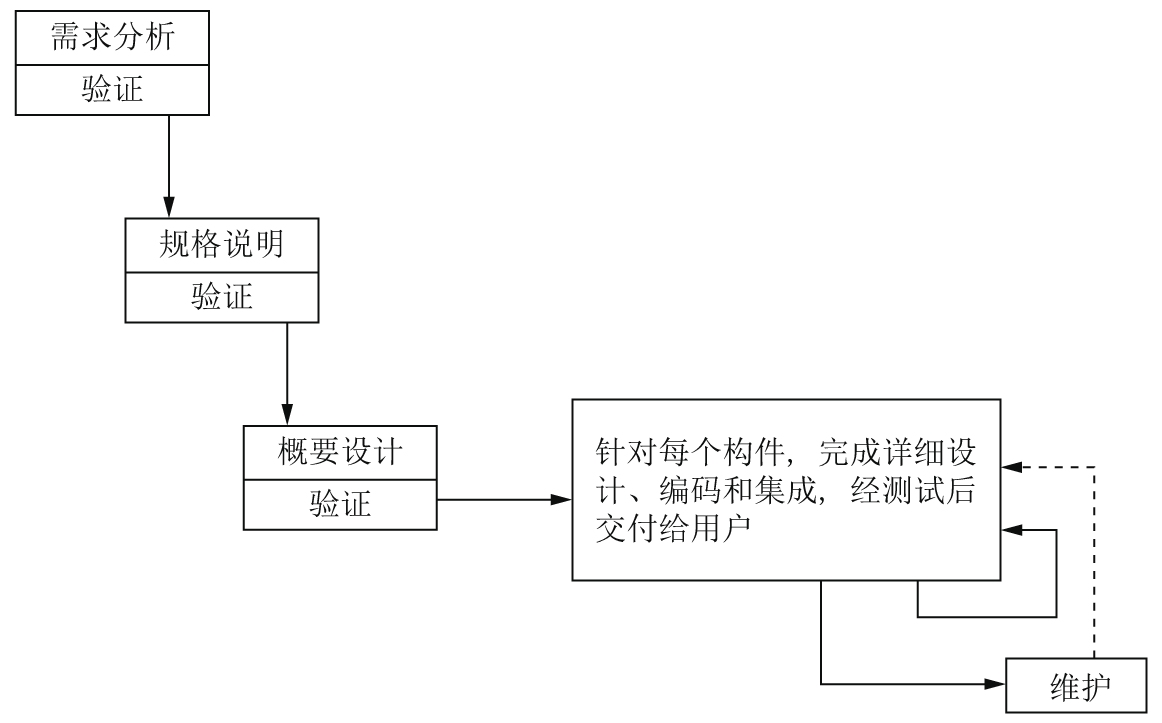 需求分析
验证
规格说明
验证
概要设计
验证
针对每个构件，完成详细设
计、编码和集成，经测试后
交付给用户
维护